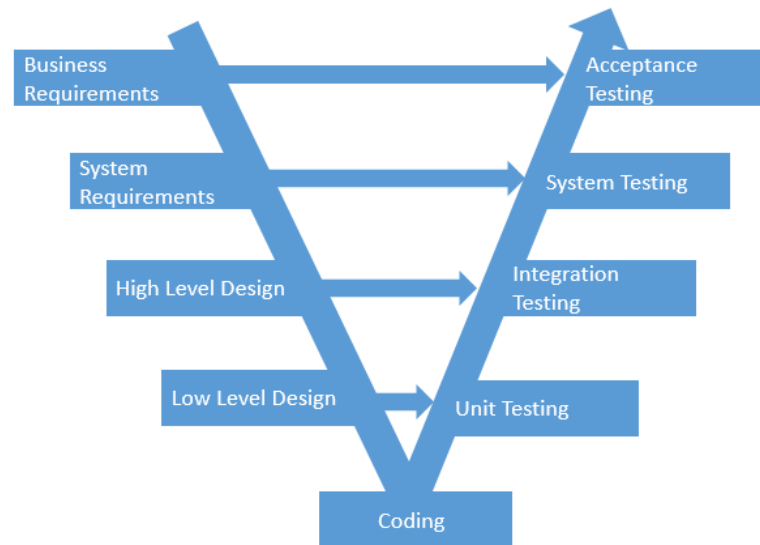 Business
Requirements
Acceptance
Testing
System
Requirements
System Testing
High Level Design
Integration
Testing
Low Level Design
Unit Testing
Coding